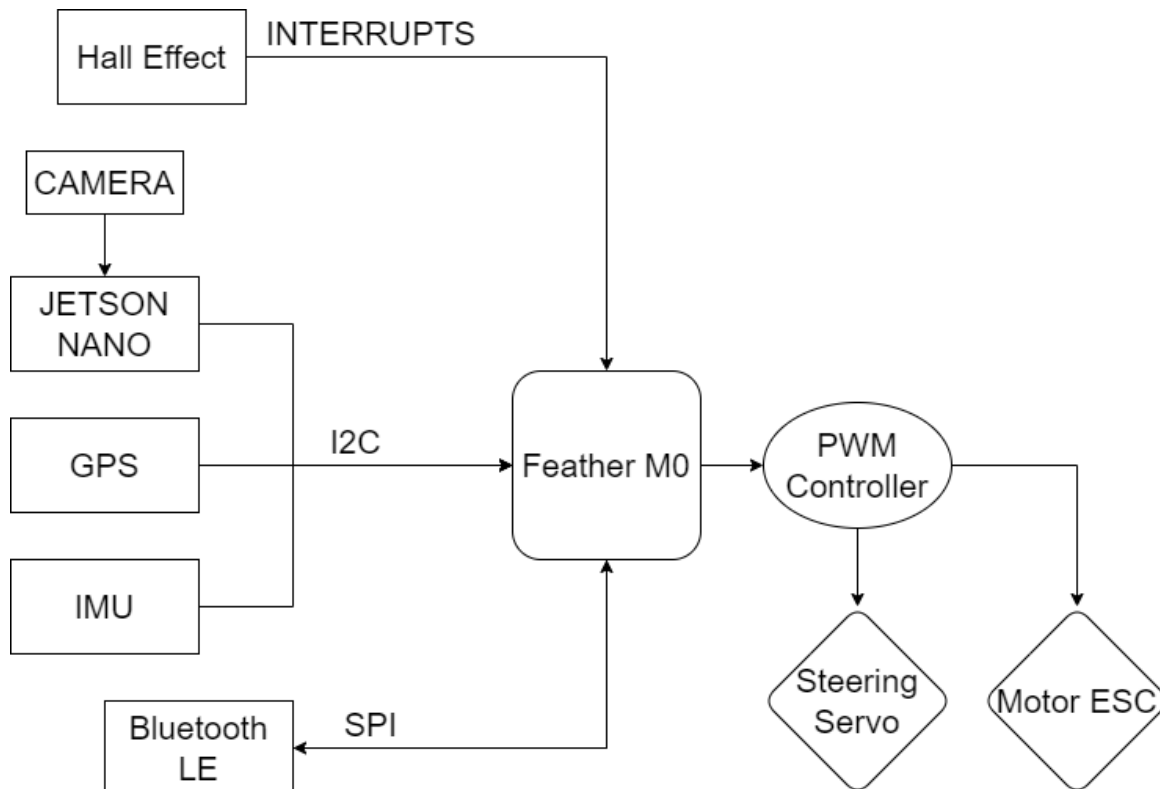 Hall Effect
INTERRUPTS
CAMERA
JETSON
NANO
GPS
I2C
Feather M0
PWM
Controller
IMU
Steering
Servo
Motor ESC
Bluetooth
LE
SPI